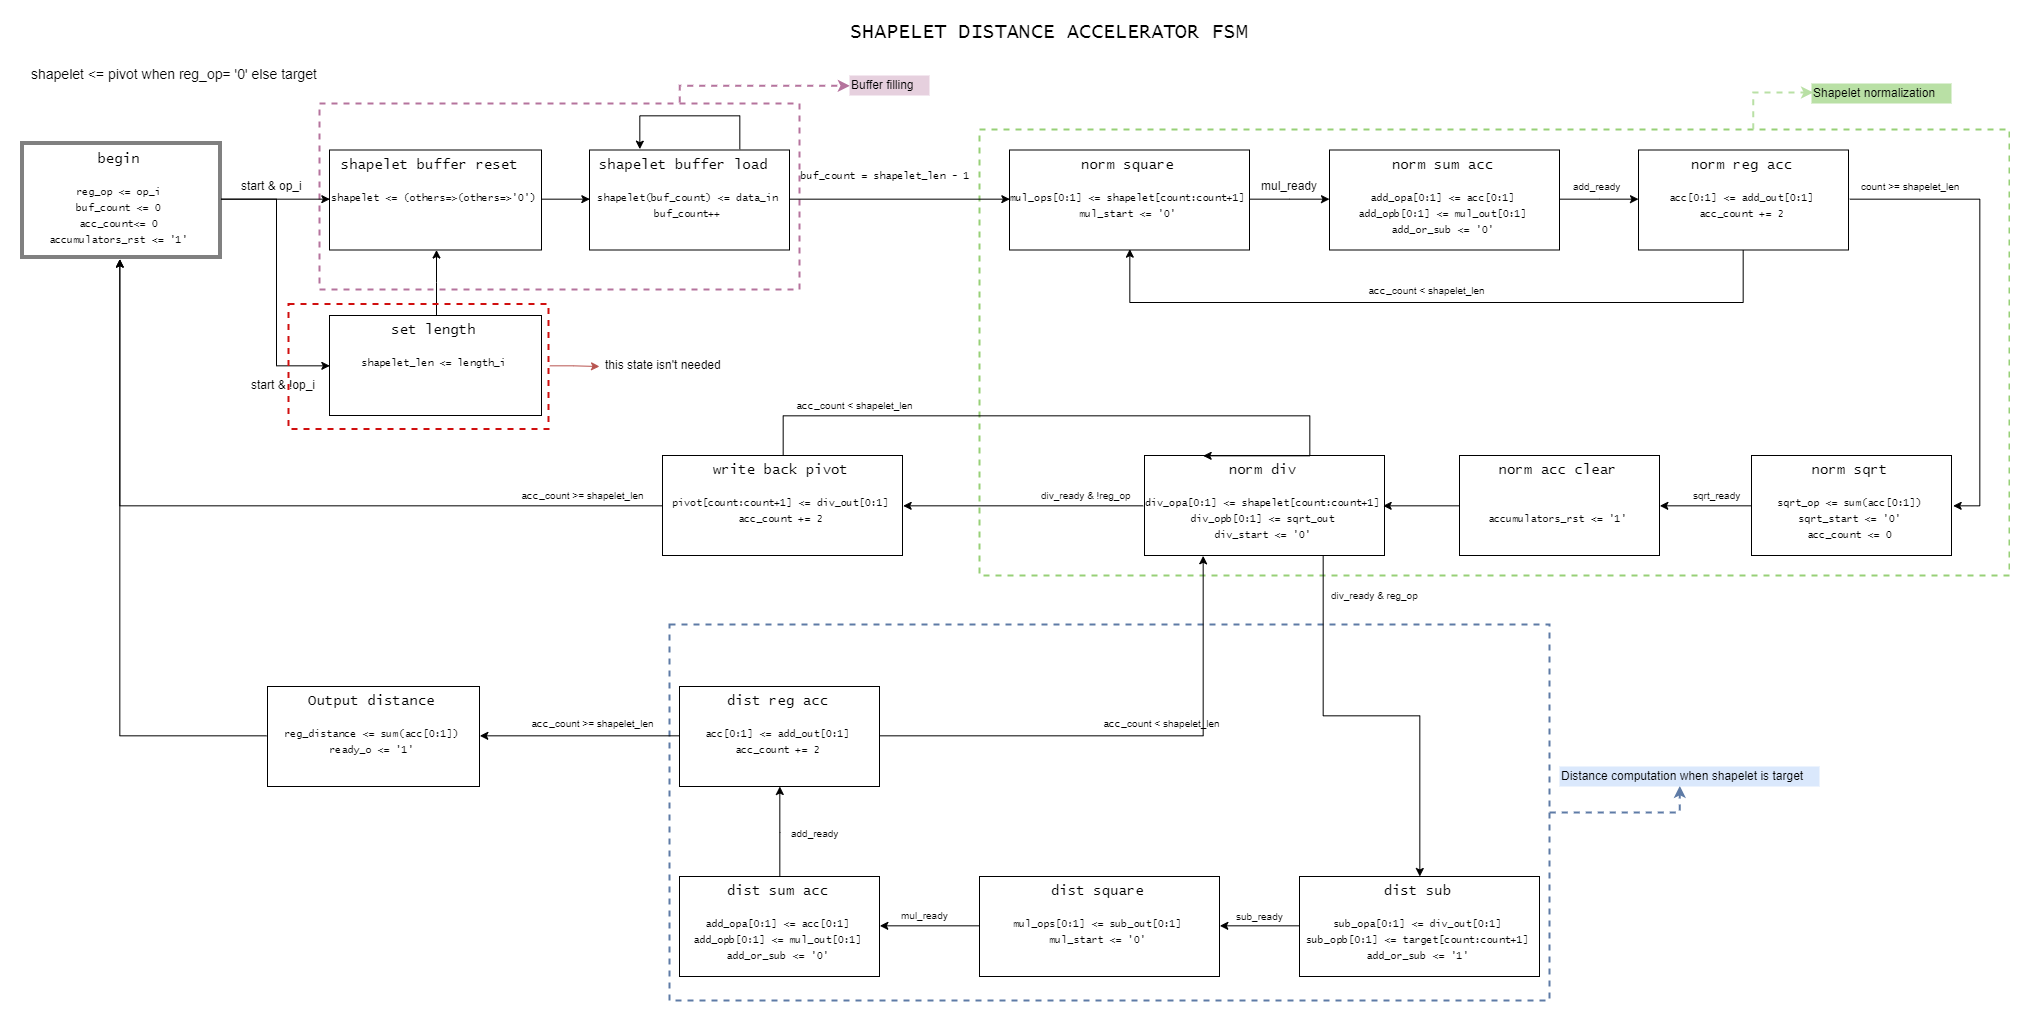 SHAPELET DISTANCE ACCELERATOR FSM
shapelet <= pivot when reg_op= '0' else target
Buffer filling
Shapelet normalization
begin
reg_op <= op_i
buf_count <= 0
acc_count<= 0
accumulators_rst <= '1'
start & op_i
shapelet buffer reset
shapelet <= (others=>(others=>'0')
shapelet buffer load
shapelet(buf_count) <= data_in
buf_count++
buf_count = shapelet_len - 1
norm square
mul_ops[0:1] <= shapelet[count:count+1]
mul_start <= '0'
mul_ready
norm sum acc
add_opa[0:1] <= acc[0:1]
add_opb[0:1] <= mul_out[0:1]
add_or_sub <= '0'
add_ready
norm reg acc
acc[0:1] <= add_out[0:1]
acc_count += 2
count >= shapelet_len
acc_count < shapelet_len
set length
shapelet_len <= length_i
start & !op_i
this state isn't needed
acc_count < shapelet_len
write back pivot
pivot[count:count+1] <= div_out[0:1]
acc_count += 2
acc_count >= shapelet_len
div_ready & !reg_op
norm div
div_opa[0:1] <= shapelet[count:count+1]
div_opb[0:1] <= sqrt_out
div_start <= '0'
norm acc clear
accumulators_rst <= '1'
sqrt_ready
norm sqrt
sqrt_op <= sum(acc[0:1])
sqrt_start <= '0'
acc_count <= 0
div_ready & reg_op
Output distance
reg_distance <= sum(acc[0:1])
ready_o <= '1'
acc_count >= shapelet_len
dist reg acc
acc[0:1] <= add_out[0:1]
acc_count += 2
acc_count < shapelet_len
Distance computation when shapelet is target
add_ready
dist sum acc
add_opa[0:1] <= acc[0:1]
add_opb[0:1] <= mul_out[0:1]
add_or_sub <= '0'
mul_ready
dist square
mul_ops[0:1] <= sub_out[0:1]
mul_start <= '0'
sub_ready
dist sub
sub_opa[0:1] <= div_out[0:1]
sub_opb[0:1] <= target[count:count+1]
add_or_sub <= '1'